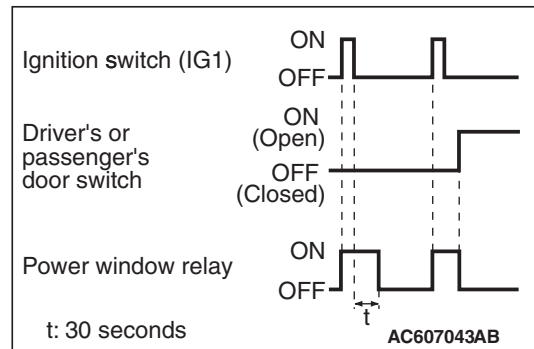 Ignition switch (IG1)
ON
OFF
Driver's or
passenger's
door switch
ON
(Open)
OFF
(Closed)
Power window relay
ON
OFF
t
t: 30 seconds
AC607043AB